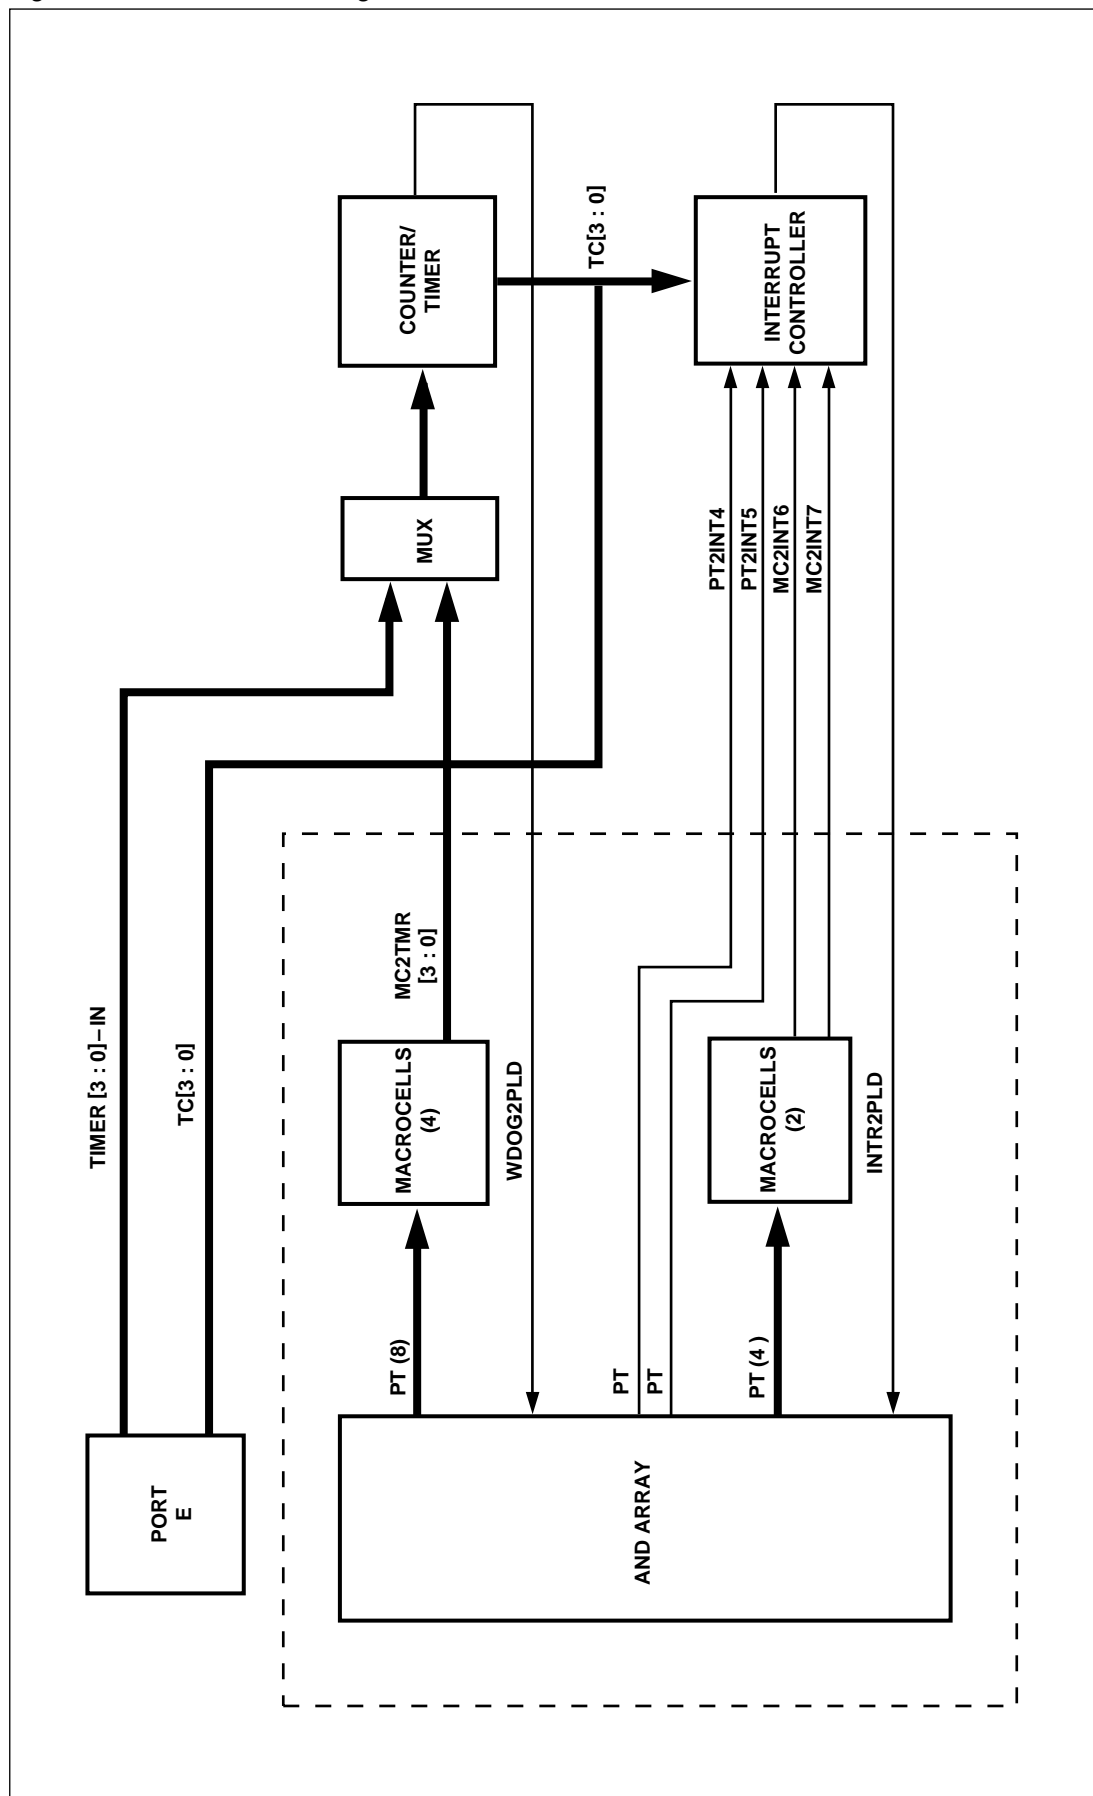 TIMER [3 : 0]–IN
TC[3 : 0]
PORT
E
COUNTER/
TIMER
MUX
MC2TMR
[3 : 0]
MACROCELLS
(4)
PT (8)
WDOG2PLD
TC[3 : 0]
INTERRUPT
CONTROLLER
PT2INT4
PT2INT5
MC2INT6
MC2INT7
MACROCELLS
(2)
INTR2PLD
PT
PT
PT (4 )
AND ARRAY